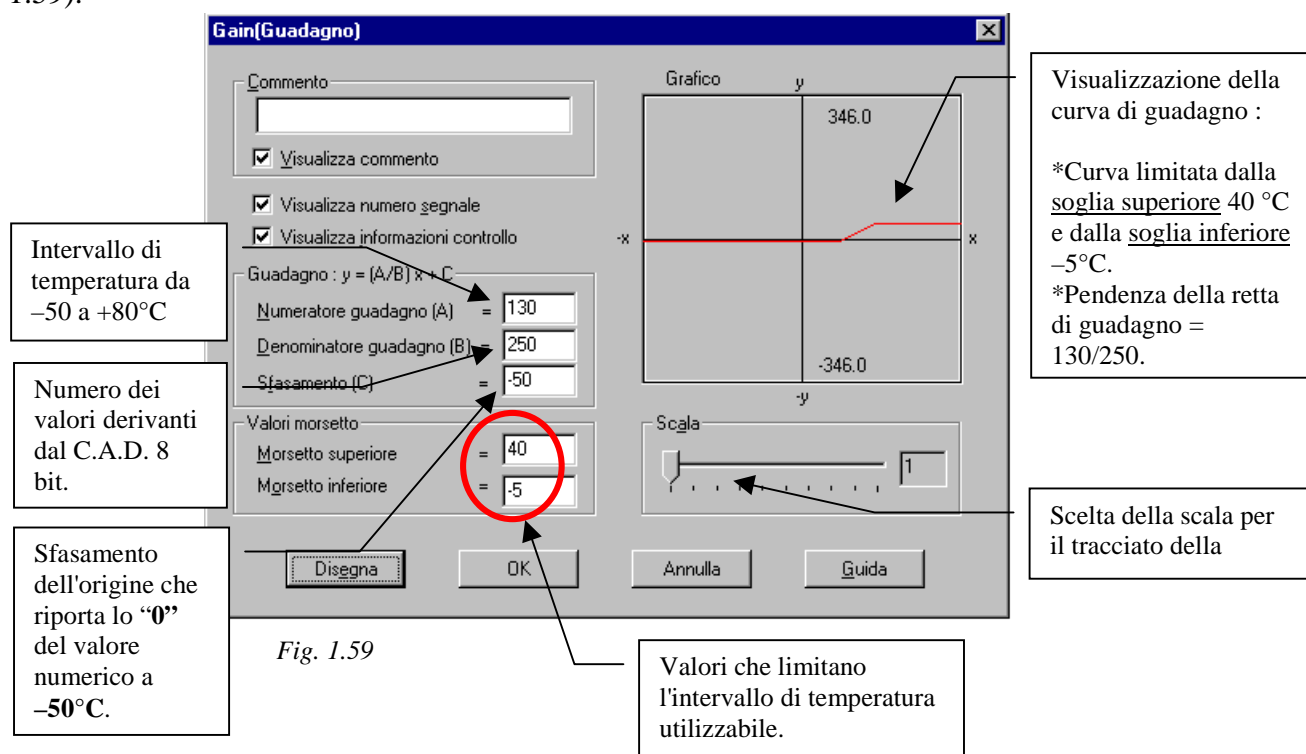 1.59).
Gain(Guadagno)
Commento
Visualizza commento
Visualizza numero segnale
Visualizza informazioni controllo
Guadagno : y = (A/B) x + C
Numeratore guadagno (A) = 130
Denominatore guadagno (B) = 250
Sfasamento (C) = -50
Valori morsetto
Morsetto superiore = 40
Morsetto inferiore = -5
Grafico
y
346.0
-x
x
-346.0
-y
Scala
1
Disegna
OK
Annulla
Guida
Intervallo di
temperatura da
–50 a +80°C
Numero dei
valori derivanti
dal C.A.D. 8
bit.
Sfasamento
dell'origine che
riporta lo “0”
del valore
numerico a
–50°C.
Visualizzazione della
curva di guadagno :
*Curva limitata dalla
soglia superiore 40 °C
e dalla soglia inferiore
–5°C.
*Pendenza della retta
di guadagno =
130/250.
Scelta della scala per
il tracciato della
Valori che limitano
l'intervallo di temperatura
utilizzabile.
Fig. 1.59